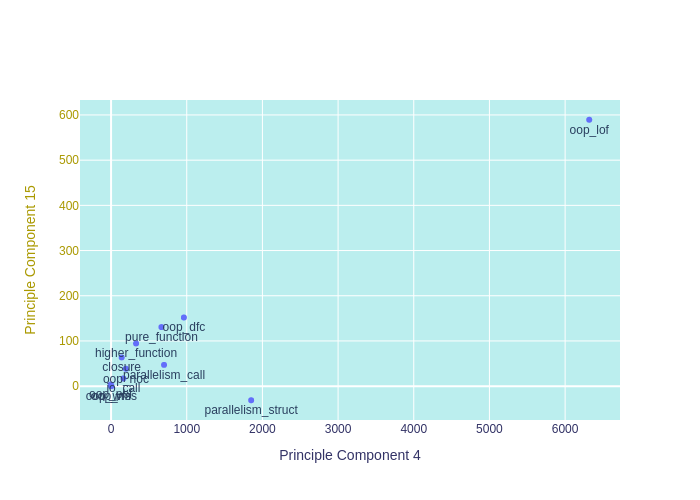 600
500
400
300
200
100
0
Principle Component 15
oop_lof
oop_dfc
pure_function
higher_function
closure
parallelism_call
oop_noc
io_call
parallelism_struct
0
1000
2000
3000
4000
5000
6000
Principle Component 4